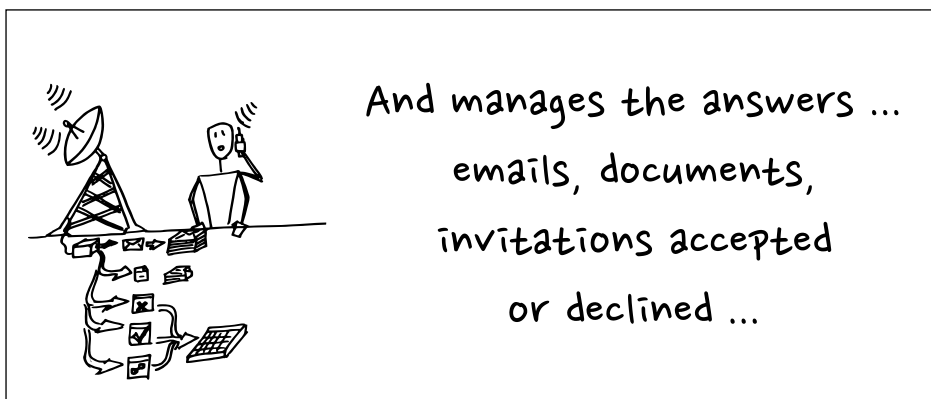 And manages the answers ...
emails, documents,
invitations accepted
or declined ...